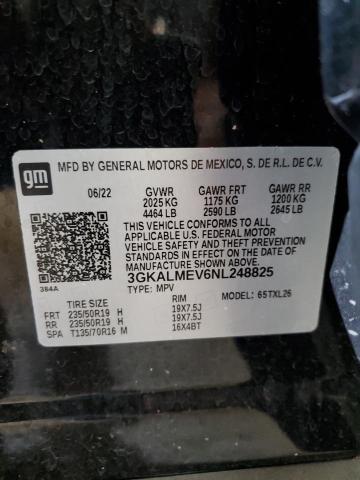 gm
MFD BY GENERAL MOTORS DE MEXICO, S. DE R.L. DE C.V.
06/22 GVWR GAWR FRT GAWR RR
2025 KG 1175 KG 1200 KG
4464 LB 2590 LB 2645 LB
THIS VEHICLE CONFORMS TO ALL APPLICABLE
U.S. FEDERAL MOTOR
VEHICLE SAFETY AND THEFT PREVENTION
STANDARDS IN EFFECT ON THE DATE OF
MANUFACTURE SHOWN ABOVE.
384A 3GKALMEV6NL248825
TYPE: MPV MODEL: 65TXL26
TIRE SIZE RIM
FRT 235/50R19 H 19X7.5J
RR 235/50R19 H 19X7.5J
SPA T135/70R16 M 16X4BT